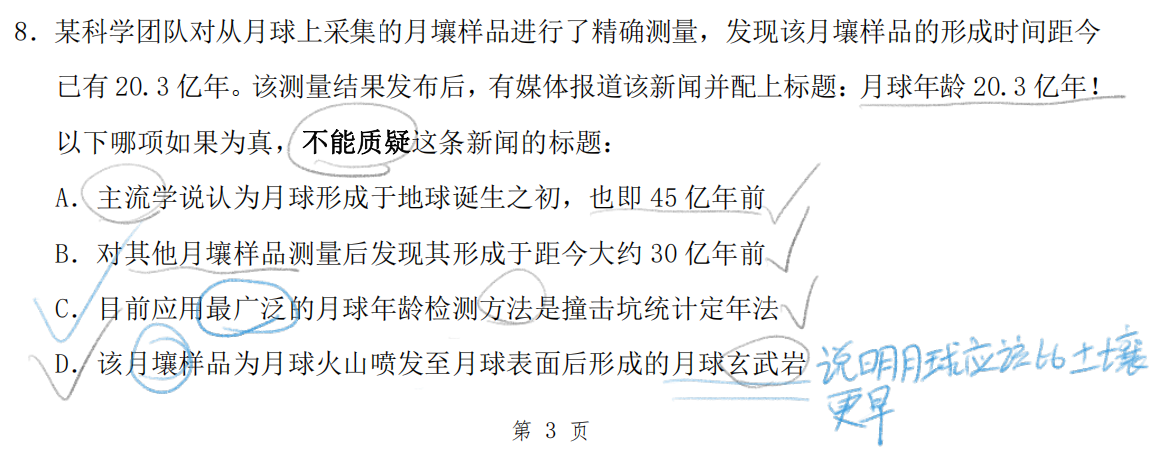 8. 某科学团队对从月球上采集的月壤样品进行了精确测量，发现该月壤样品的形成时间距今
已有 20.3 亿年。该测量结果发布后，有媒体报道该新闻并配上标题：月球年龄 20.3 亿年！
以下哪项如果为真，不能质疑这条新闻的标题：
A. 主流学说认为月球形成于地球诞生之初，也即 45 亿年前
B. 对其他月壤样品测量后发现其形成于距今大约 30 亿年前
C. 目前应用最广泛的月球年龄检测方法是撞击坑统计定年法
D. 该月壤样品为月球火山喷发至月球表面后形成的月球玄武岩
说明月球应该比土壤
更早
第 3 页